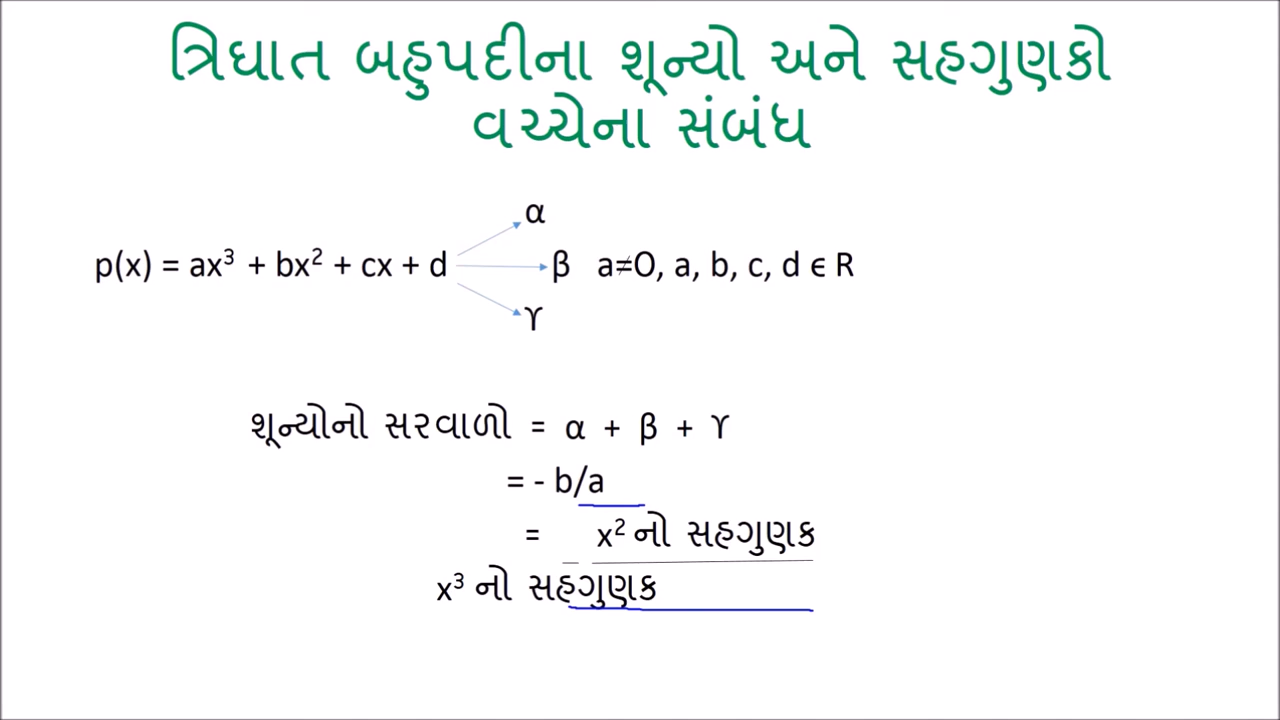 ત્રિઘાત બહુપદીના શૂન્યો અને સહગુણકો
વચ્ચેના સંબંધ
α
p(x) = ax³ + bx² + cx + d β a≠0, a, b, c, d ϵ R
ϒ
શૂન્યોનો સરવાળો = α + β + ϒ
= - b/a
= x² નો સહગુણક
x³ નો સહગુણક